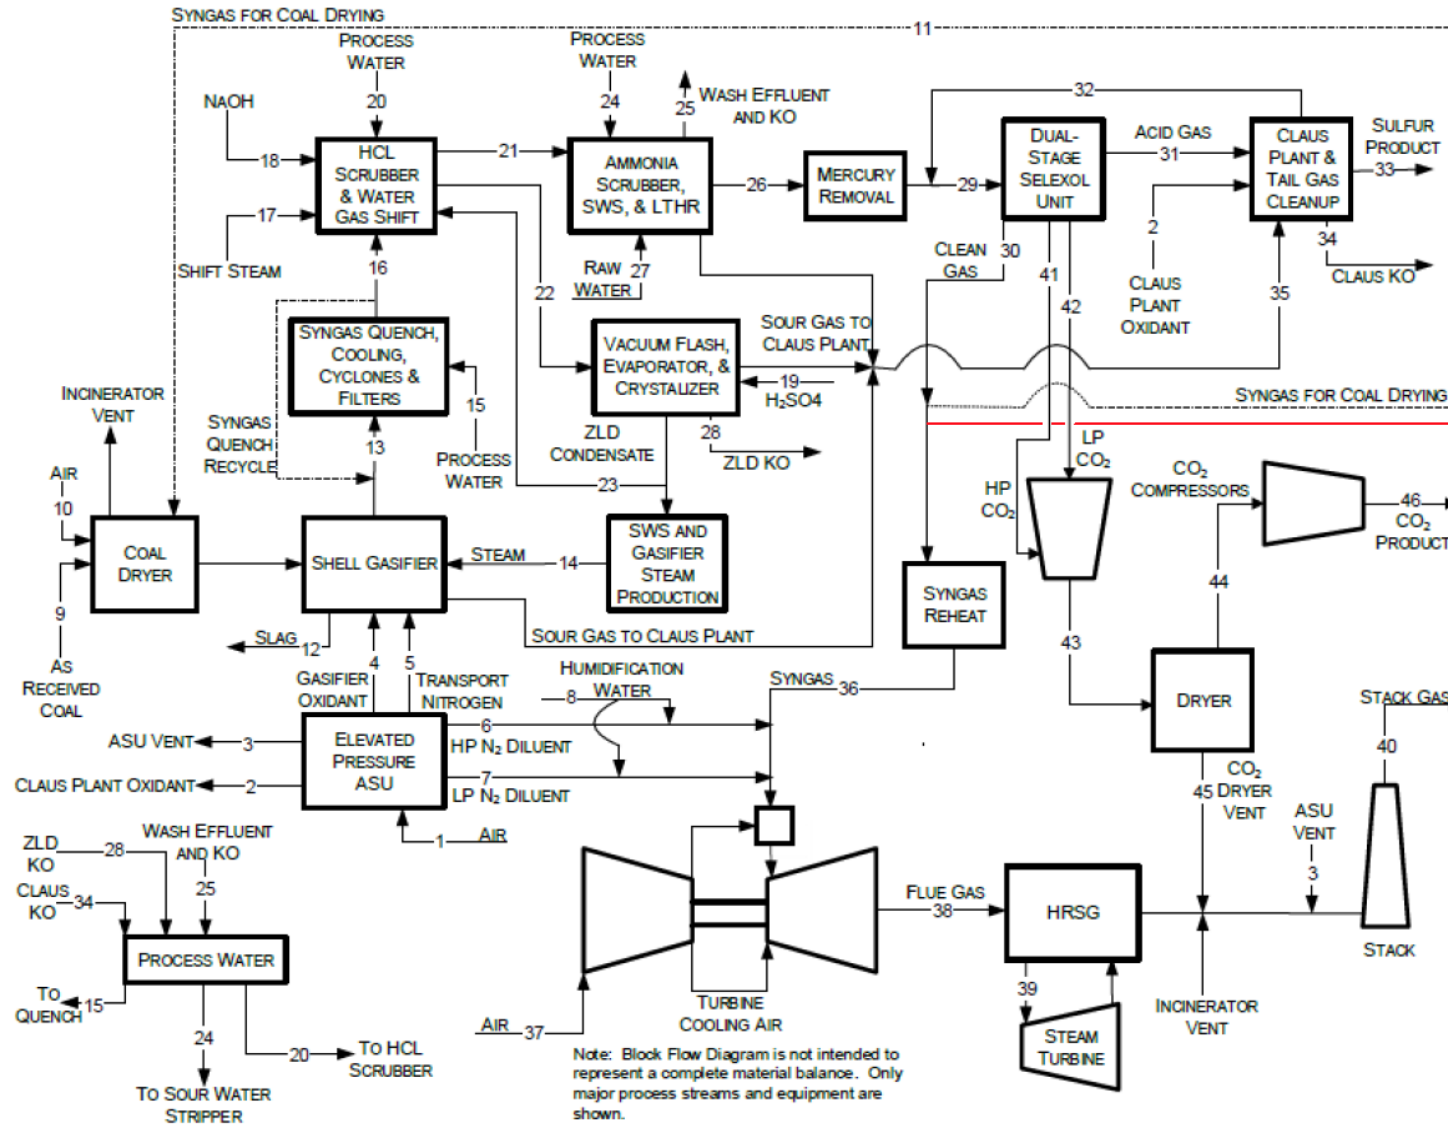 SYNGAS FOR COAL DRYING
11
PROCESS
WATER
20
NAOH
18
17
SHIFT STEAM
HCL
SCRUBBER
& WATER
GAS SHIFT
16
21
22
PROCESS
WATER
24
25
WASH EFFLUENT
AND KO
AMMONIA
SCRUBBER,
SWS, & LTHR
26
RAW
WATER
27
MERCURY
REMOVAL
29
32
DUAL-
STAGE
SELEXOL
UNIT
ACID GAS
31
CLAUS
PLANT &
TAIL GAS
CLEANUP
SULFUR
PRODUCT
33
34
CLAUS KO
2
CLAUS
PLANT
OXIDANT
35
CLEAN
GAS
30
41
42
SYNGAS QUENCH,
COOLING,
CYCLONES &
FILTERS
15
PROCESS
WATER
13
SYNGAS
QUENCH
RECYCLE
VACUUM FLASH,
EVAPORATOR, &
CRYSTALIZER
SOUR GAS TO
CLAUS PLANT
19
H2SO4
28
ZLD KO
ZLD
CONDENSATE
23
SYNGAS FOR COAL DRYING
INCINERATOR
VENT
AIR
10
COAL
DRYER
9
AS
RECEIVED
COAL
SHELL GASIFIER
STEAM
14
SWS AND
GASIFIER
STEAM
PRODUCTION
SLAG
12
SOUR GAS TO CLAUS PLANT
4
5
GASIFIER
OXIDANT
TRANSPORT
NITROGEN
LP
CO2
HP
CO2
CO2
COMPRESSORS
46
CO2
PRODUCT
44
SYNGAS
REHEAT
43
DRYER
STACK GAS
40
HUMIDIFICATION
WATER
8
SYNGAS
36
6
HP N2 DILUENT
7
LP N2 DILUENT
ELEVATED
PRESSURE
ASU
ASU VENT
3
CLAUS PLANT OXIDANT
2
1
AIR
45
CO2
DRYER
VENT
ASU
VENT
3
ZLD
KO
28
WASH EFFLUENT
AND KO
25
CLAUS
KO
34
PROCESS WATER
TO
QUENCH
15
24
20
TO HCL
SCRUBBER
TO SOUR WATER
STRIPPER
FLUE GAS
38
HRSG
39
STEAM
TURBINE
INCINERATOR
VENT
STACK
AIR
37
TURBINE
COOLING AIR
Note: Block Flow Diagram is not intended to
represent a complete material balance. Only
major process streams and equipment are
shown.